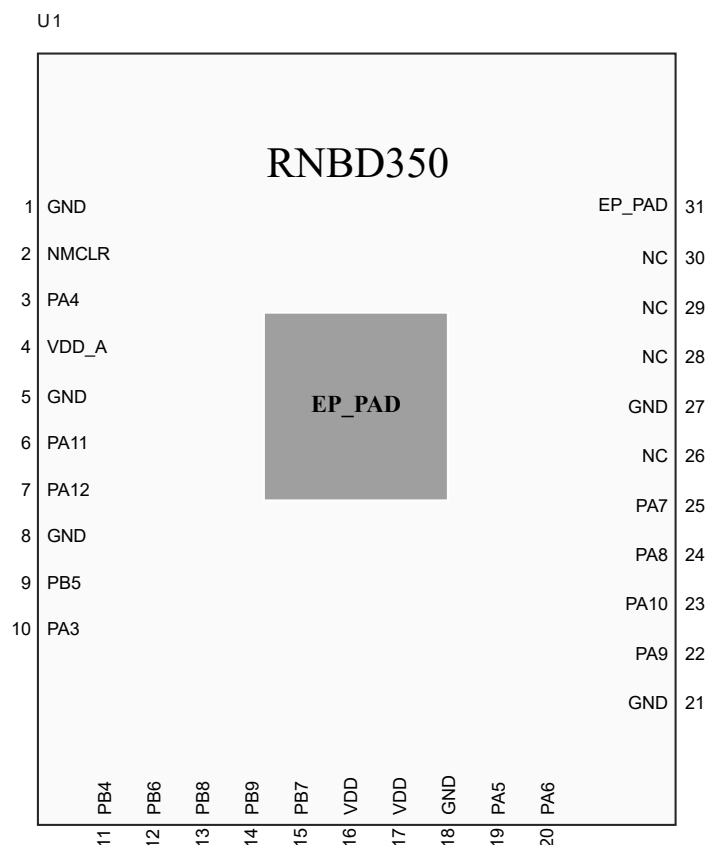 U1
RNBD350
1 GND
2 NMCLR
3 PA4
4 VDD_A
5 GND
6 PA11
7 PA12
8 GND
9 PB5
10 PA3
EP_PAD
EP_PAD 31
NC 30
NC 29
NC 28
GND 27
NC 26
PA7 25
PA8 24
PA10 23
PA9 22
GND 21
11 PB4
12 PB6
13 PB8
14 PB9
15 PB7
16 VDD
17 VDD
18 GND
19 PA5
20 PA6